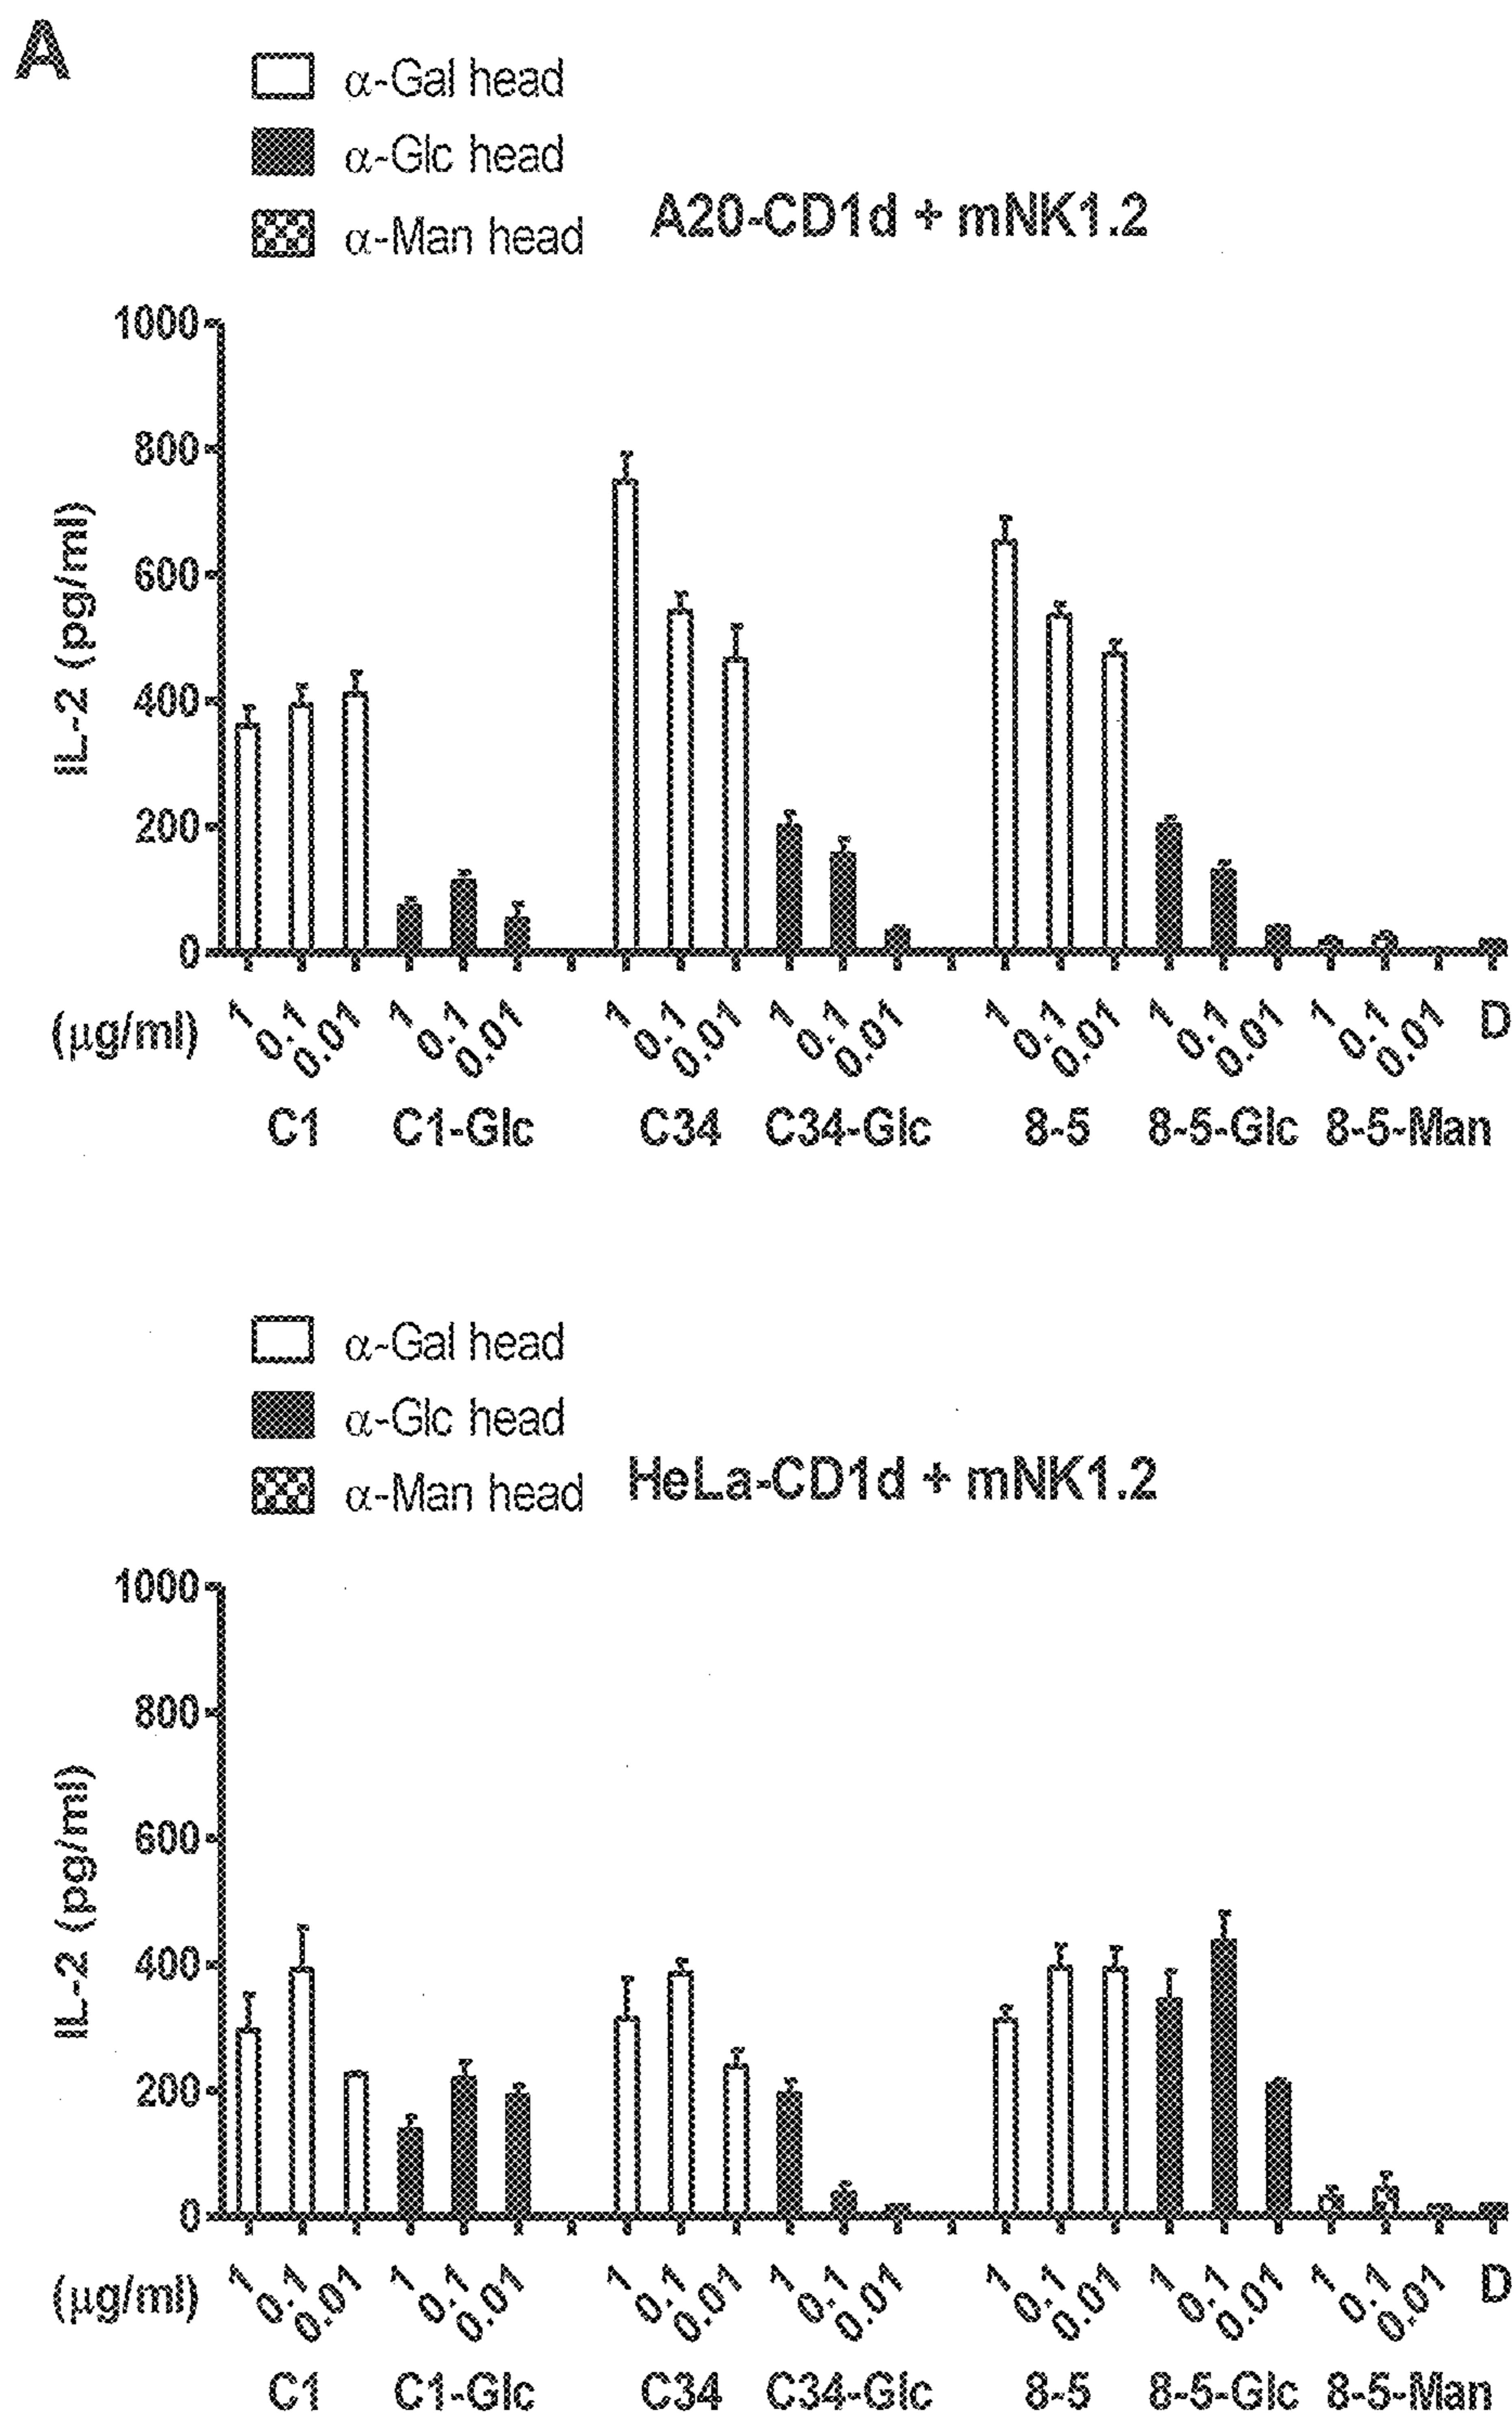 A
α-Gal head
α-Glc head
α-Man head
A20-CD1d + mNK1.2
1000
800
600
400
200
0
IL-2 (pg/ml)
(μg/ml) 1 0.1 0.01 1 0.1 0.01 1 0.1 0.01 1 0.1 0.01 1 0.1 0.01 1 0.1 0.01 1 0.1 0.01 D
C1 C1-Glc C34 C34-Glc 8-5 8-5-Glc 8-5-Man
α-Gal head
α-Glc head
α-Man head
HeLa-CD1d + mNK1.2
1000
800
600
400
200
0
IL-2 (pg/ml)
(μg/ml) 1 0.1 0.01 1 0.1 0.01 1 0.1 0.01 1 0.1 0.01 1 0.1 0.01 1 0.1 0.01 1 0.1 0.01 D
C1 C1-Glc C34 C34-Glc 8-5 8-5-Glc 8-5-Man